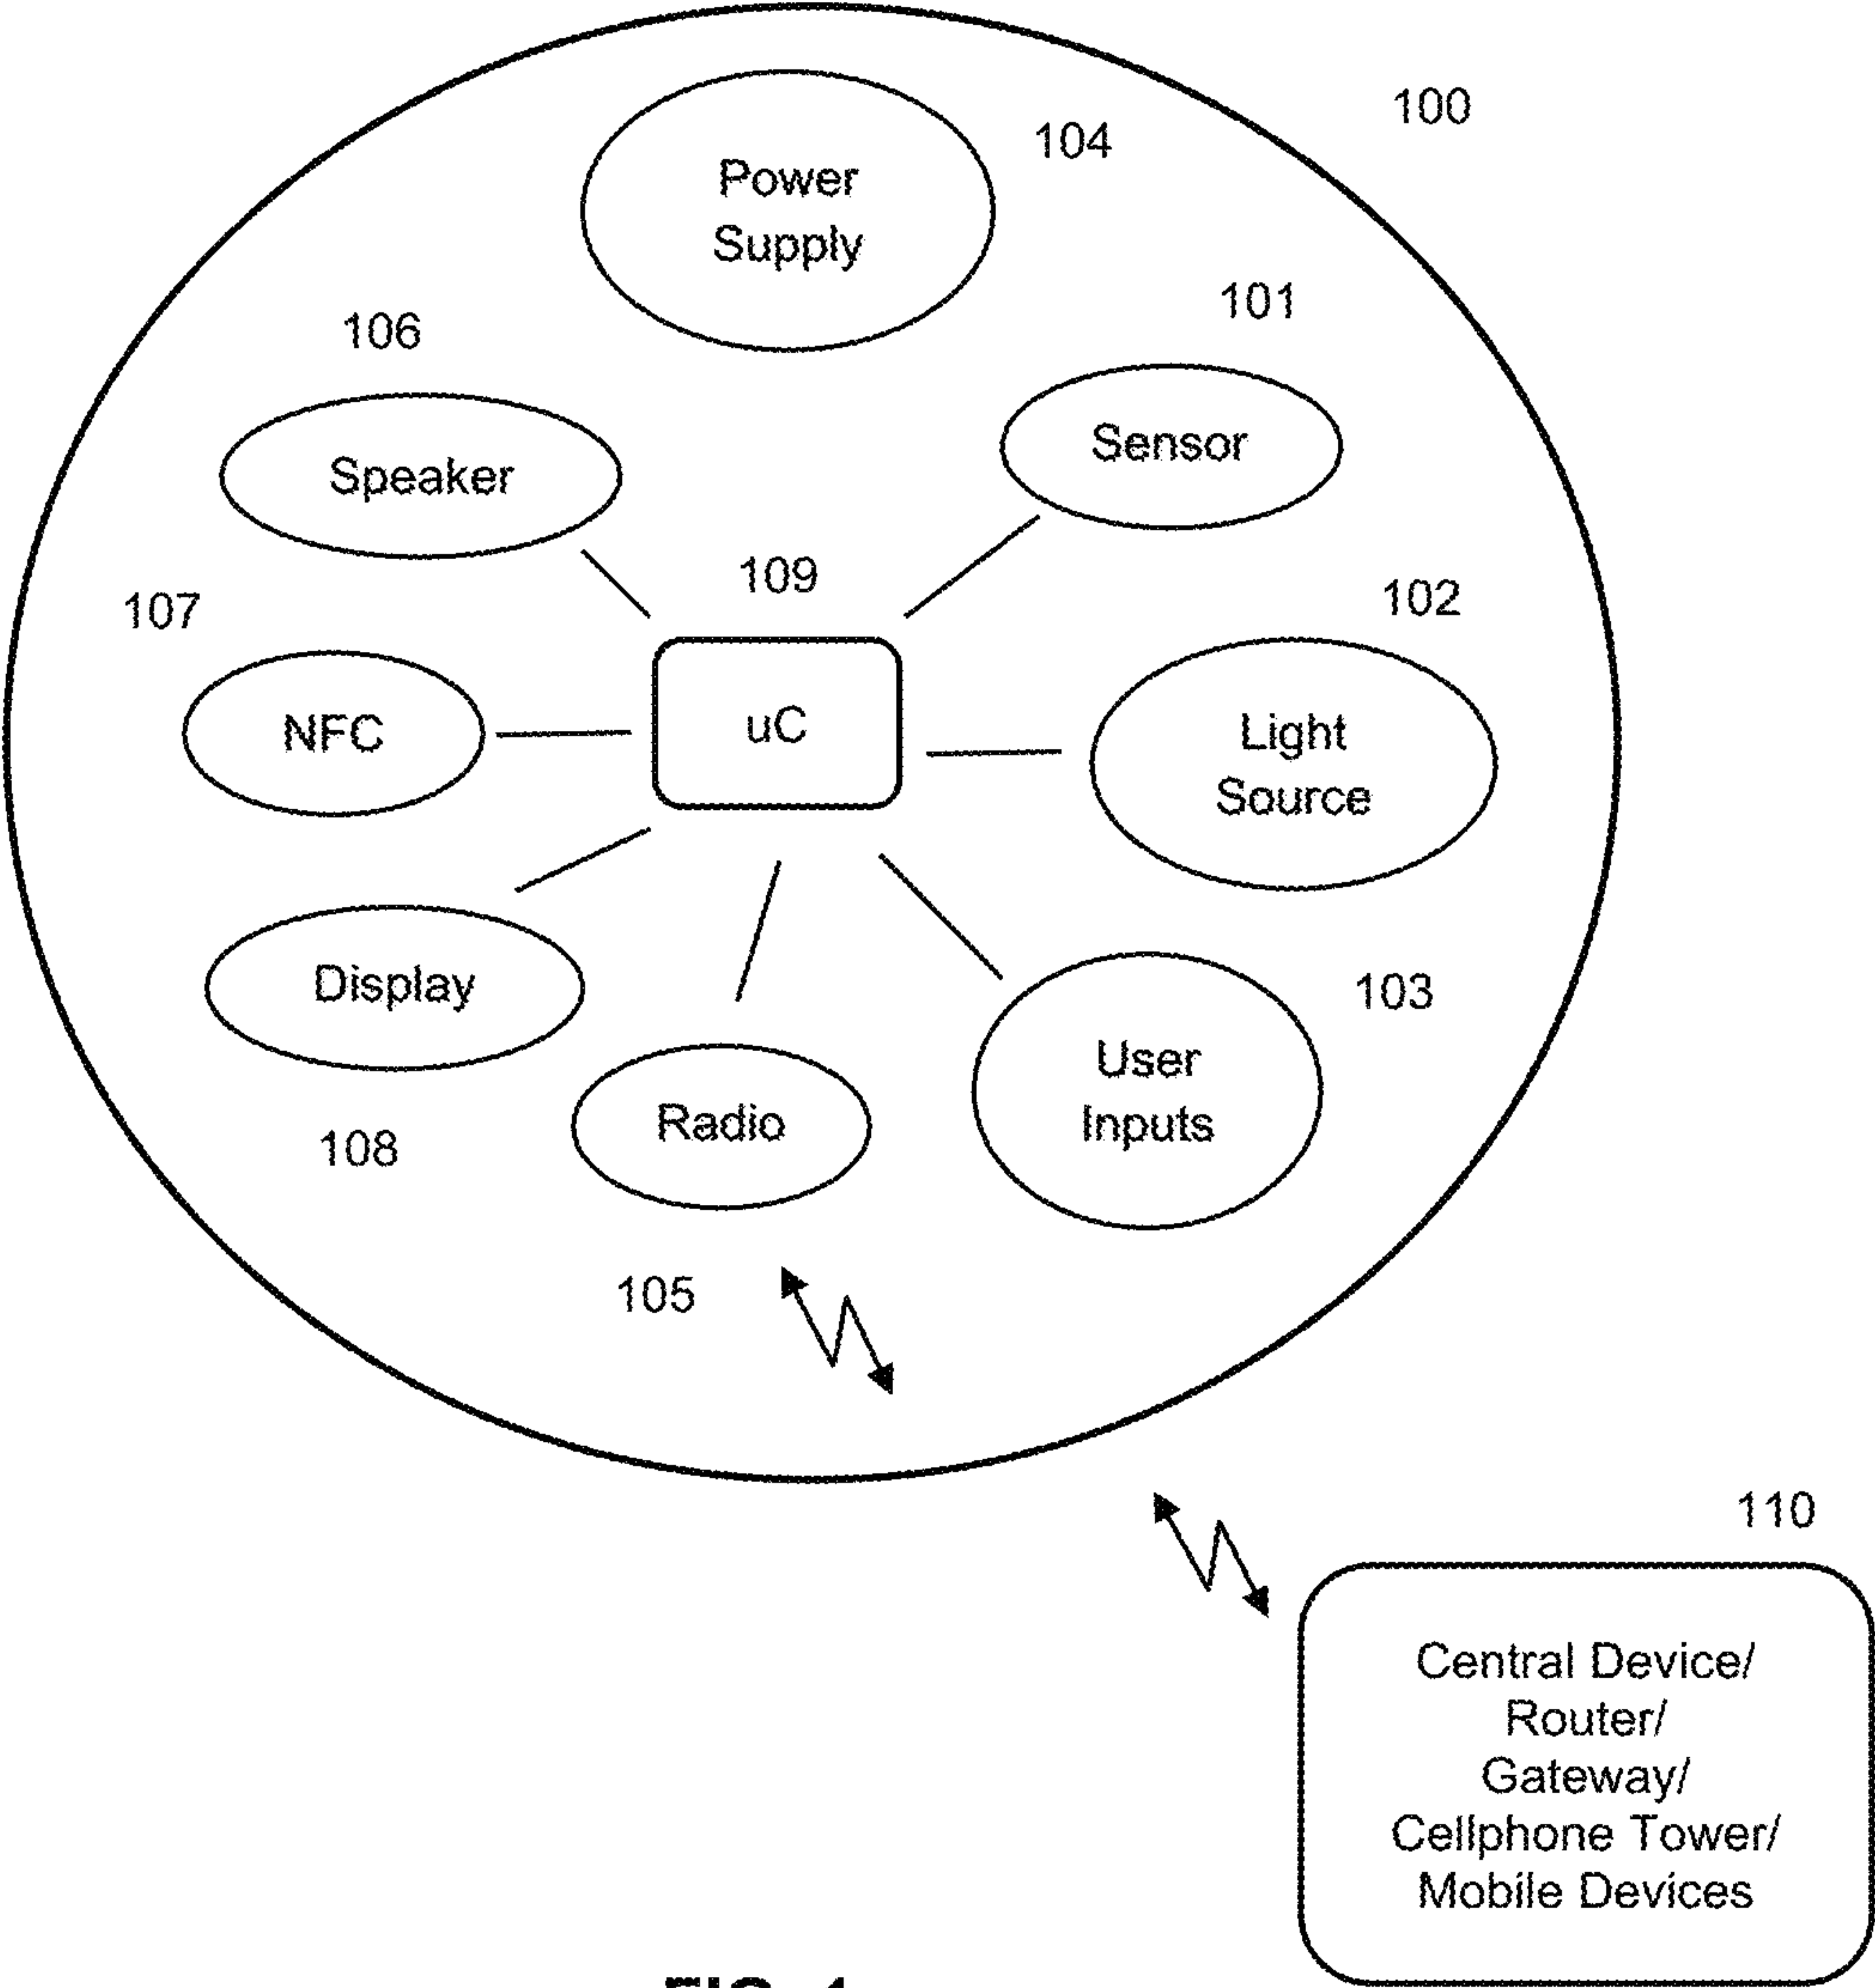 100
104
Power
Supply
101
106
Sensor
Speaker
109
102
107
uC
NFC
Light
Source
Display
103
User
Inputs
Radio
108
105
110
Central Device/
Router/
Gateway/
Cellphone Tower/
Mobile Devices